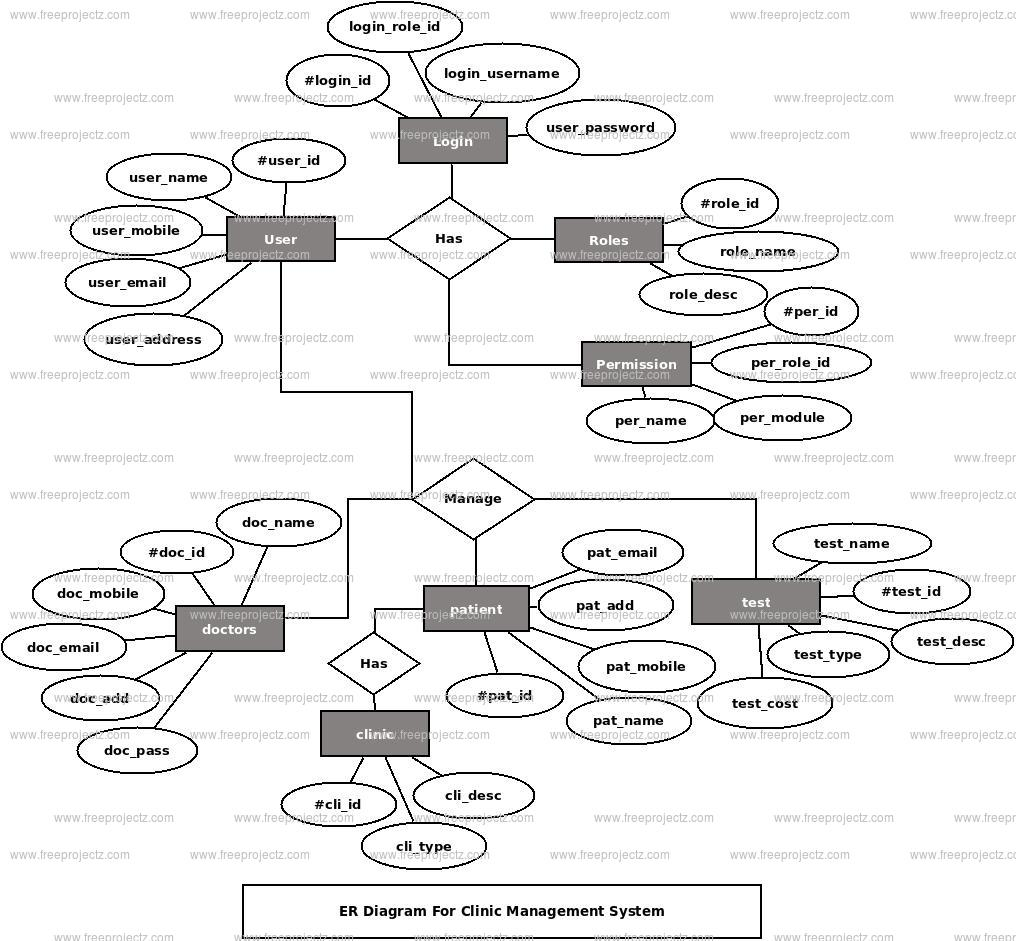 login_role_id
login_username
#login_id
user_password
Login
#user_id
user_name
user_mobile
user_email
user_address
User
Has
Roles
#role_id
role_name
role_desc
#per_id
Permission
per_role_id
per_name
per_module
Manage
doc_name
#doc_id
doc_mobile
doc_email
doc_add
doc_pass
doctors
patient
pat_email
pat_add
pat_mobile
#pat_id
pat_name
test
test_name
#test_id
test_desc
test_type
test_cost
Has
clinic
#cli_id
cli_desc
cli_type
ER Diagram For Clinic Management System
www.freeprojectz.com